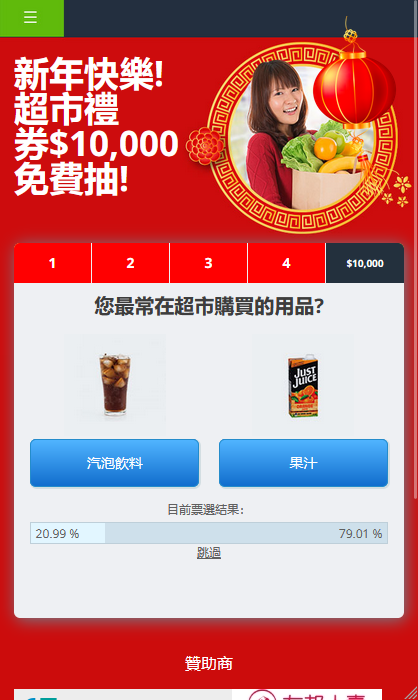 新年快樂!
超市禮
券$10,000
免費抽!
1
2
3
4
$10,000
您最常在超市購買的用品?
JUST
JUICE
汽泡飲料
果汁
目前票選結果:
20.99 %
79.01 %
跳過
贊助商